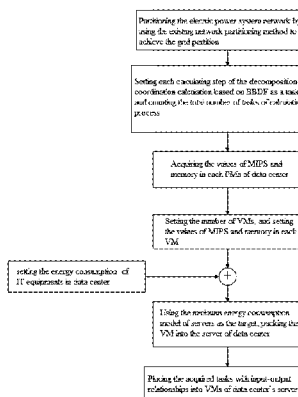 Partitioning the electric power system network by
using the existing network partitioning method to
achieve the grid partition
Setting each calculating step of the decomposition-
coordination calculation based on BBDF as a task
and counting the total number of tasks of calculation
process
Acquiring the values of MIPS and
memory in each PMs of data center
Setting the number of VMs, and setting
the values of MIPS and memory in each
VM
setting the energy consumption of
IT equipments in data center
Using the minimum energy consumption
model of servers as the target, packing the
VM into the server of data center
Placing the acquired tasks with input-output
relationships into VMs of data center's server